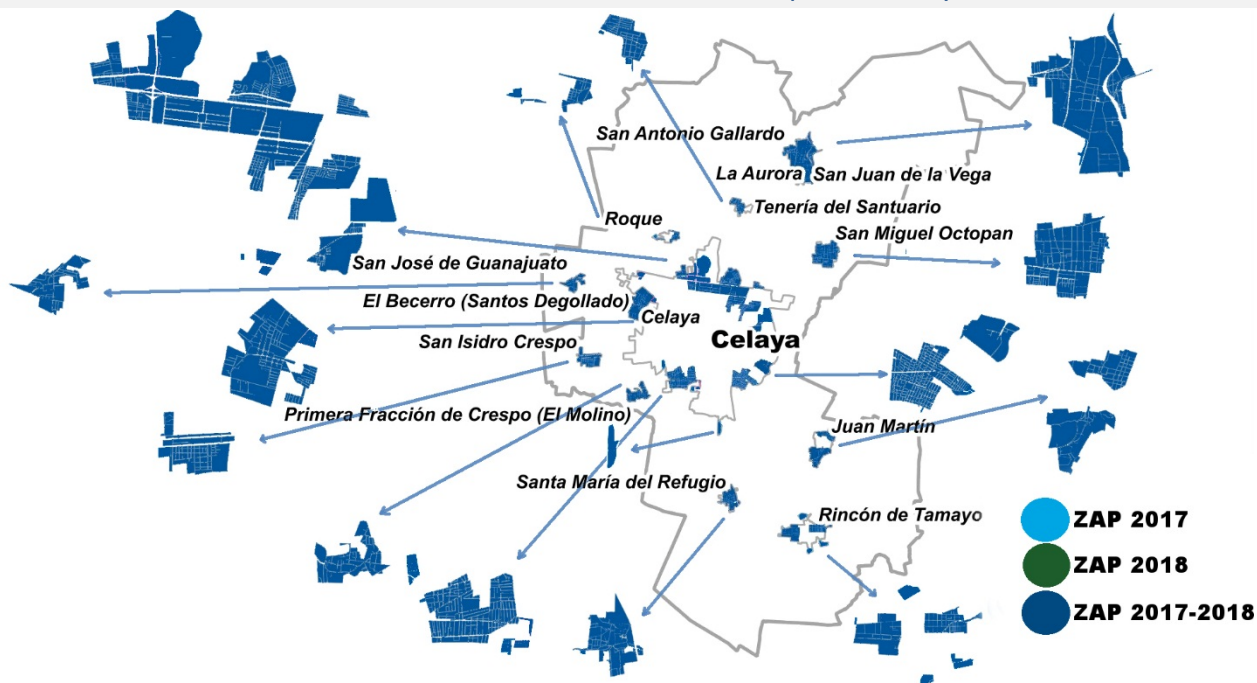 San Antonio Gallardo
La Aurora
San Juan de la Vega
Tenería del Santuario
Roque
San Miguel Octopan
San José de Guanajuato
El Becerro (Santos Degollado)
Celaya
Celaya
San Isidro Crespo
Primera Fracción de Crespo (El Molino)
Juan Martín
Santa María del Refugio
Rincón de Tamayo
ZAP 2017
ZAP 2018
ZAP 2017-2018